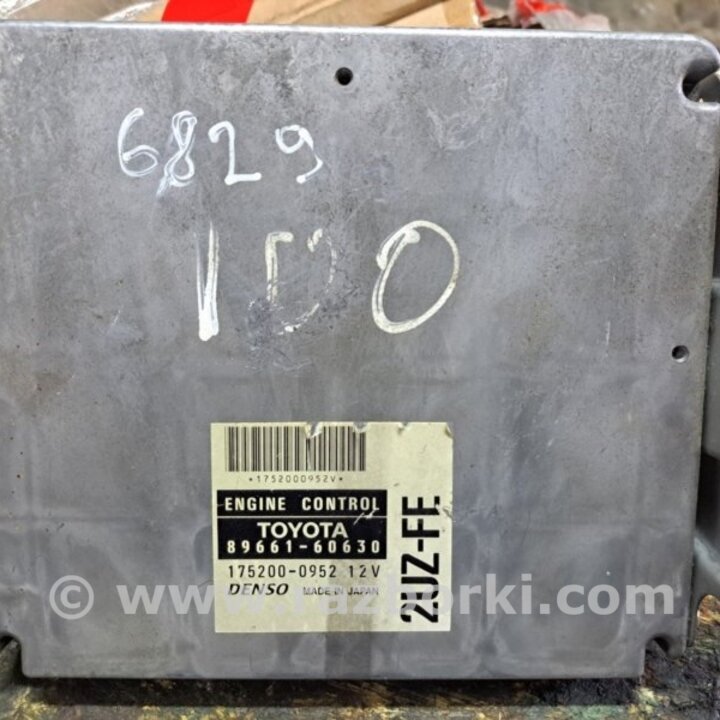 6829
100
*1752000952V*
ENGINE CONTROL
TOYOTA
89661-60630
175200-0952 12V
DENSO MADE IN JAPAN
2UZ-FE
© www.razborki.com